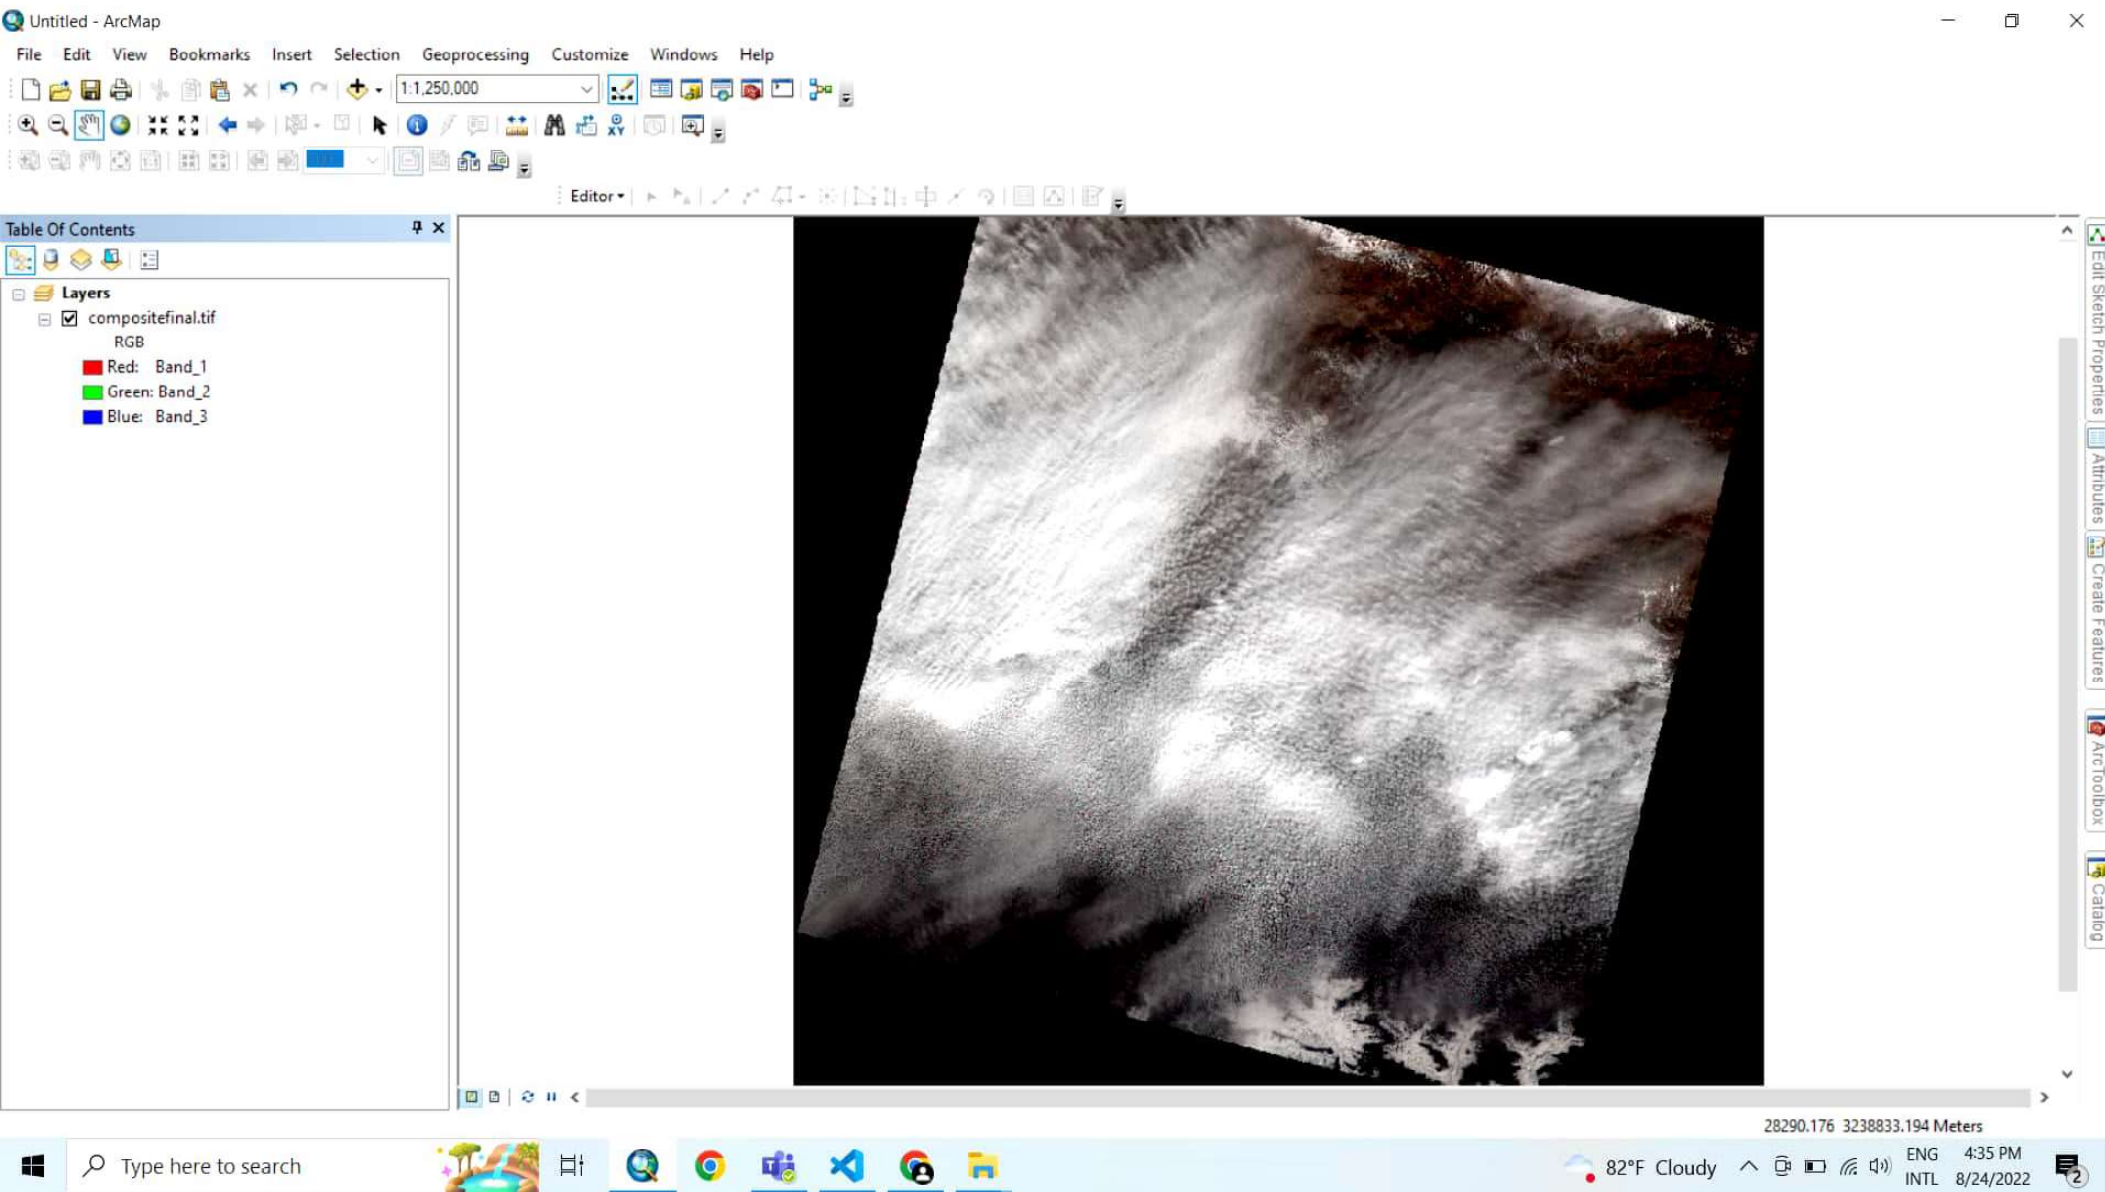 Untitled - ArcMap
File Edit View Bookmarks Insert Selection Geoprocessing Customize Windows Help
1:1,250,000
Editor
Table Of Contents
Layers
compositefinal.tif
RGB
Red: Band_1
Green: Band_2
Blue: Band_3
Edit Sketch Properties
Attributes
Create Features
ArcToolbox
Catalog
28290.176 3238833.194 Meters
Type here to search
82°F Cloudy
ENG
INTL
4:35 PM
8/24/2022
2